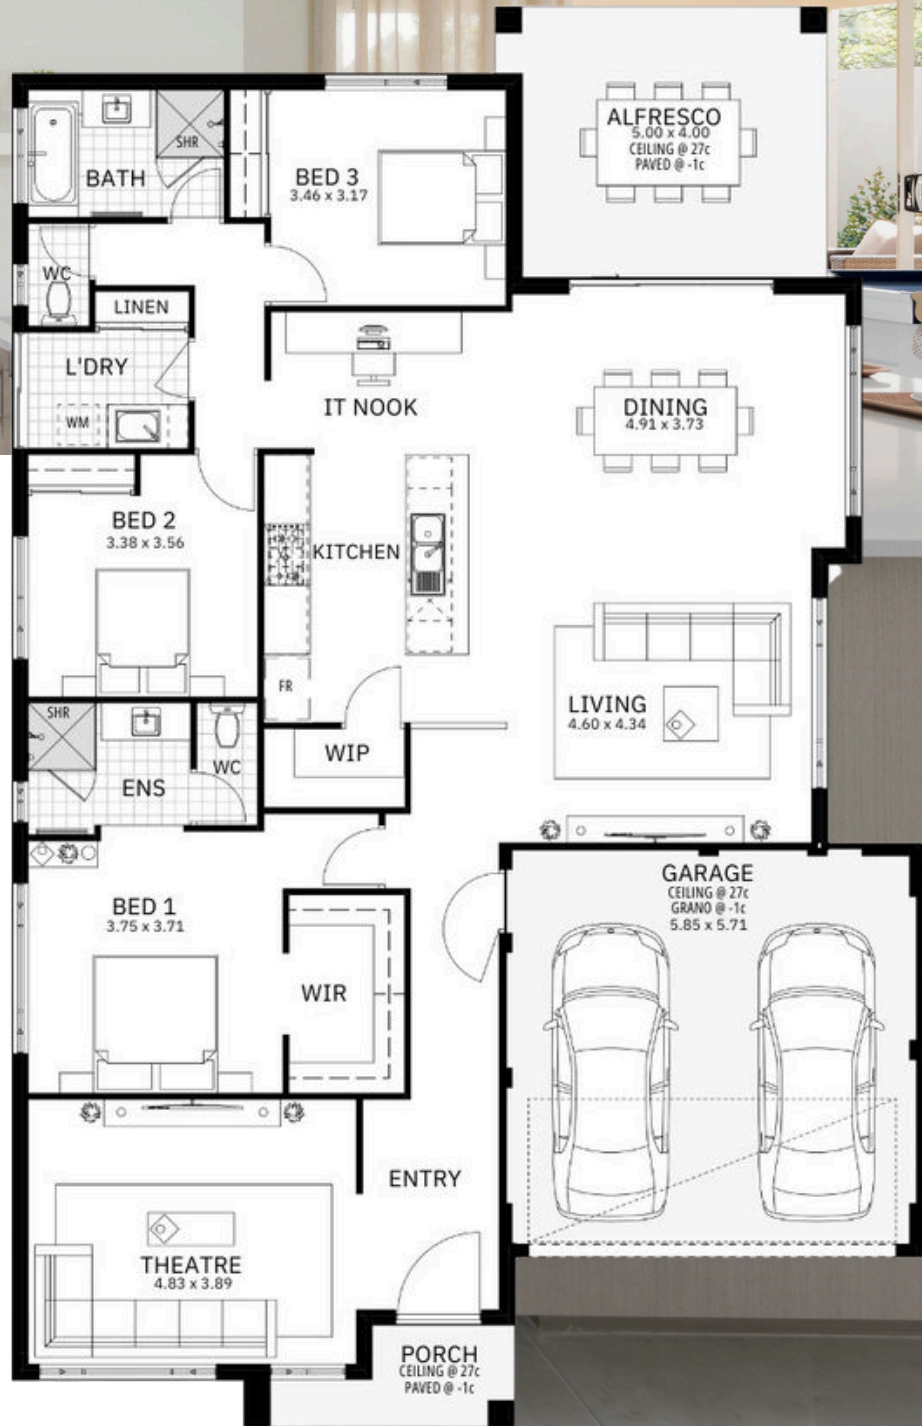 ALFRESCO
5.00 x 4.00
CEILING @ 27c
PAVED @ -1c
SHR
BATH
BED 3
3.46 x 3.17
WC
LINEN
L'DRY
WM
IT NOOK
DINING
4.91 x 3.73
BED 2
3.38 x 3.56
KITCHEN
FR
LIVING
4.60 x 4.34
SHR
WC
ENS
WIP
GARAGE
CEILING @ 27c
GRANO @ -1c
5.85 x 5.71
BED 1
3.75 x 3.71
WIR
ENTRY
THEATRE
4.83 x 3.89
PORCH
CEILING @ 27c
PAVED @ -1c